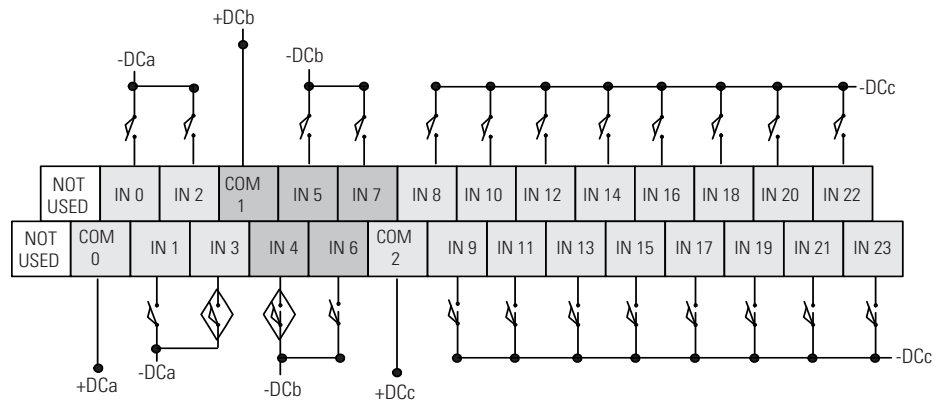 +DCb
-DCa
-DCb
-DCc
NOT USED
IN 0
IN 2
COM 1
IN 5
IN 7
IN 8
IN 10
IN 12
IN 14
IN 16
IN 18
IN 20
IN 22
NOT USED
COM 0
IN 1
IN 3
IN 4
IN 6
COM 2
IN 9
IN 11
IN 13
IN 15
IN 17
IN 19
IN 21
IN 23
-DCa
-DCb
-DCc
+DCa
+DCc